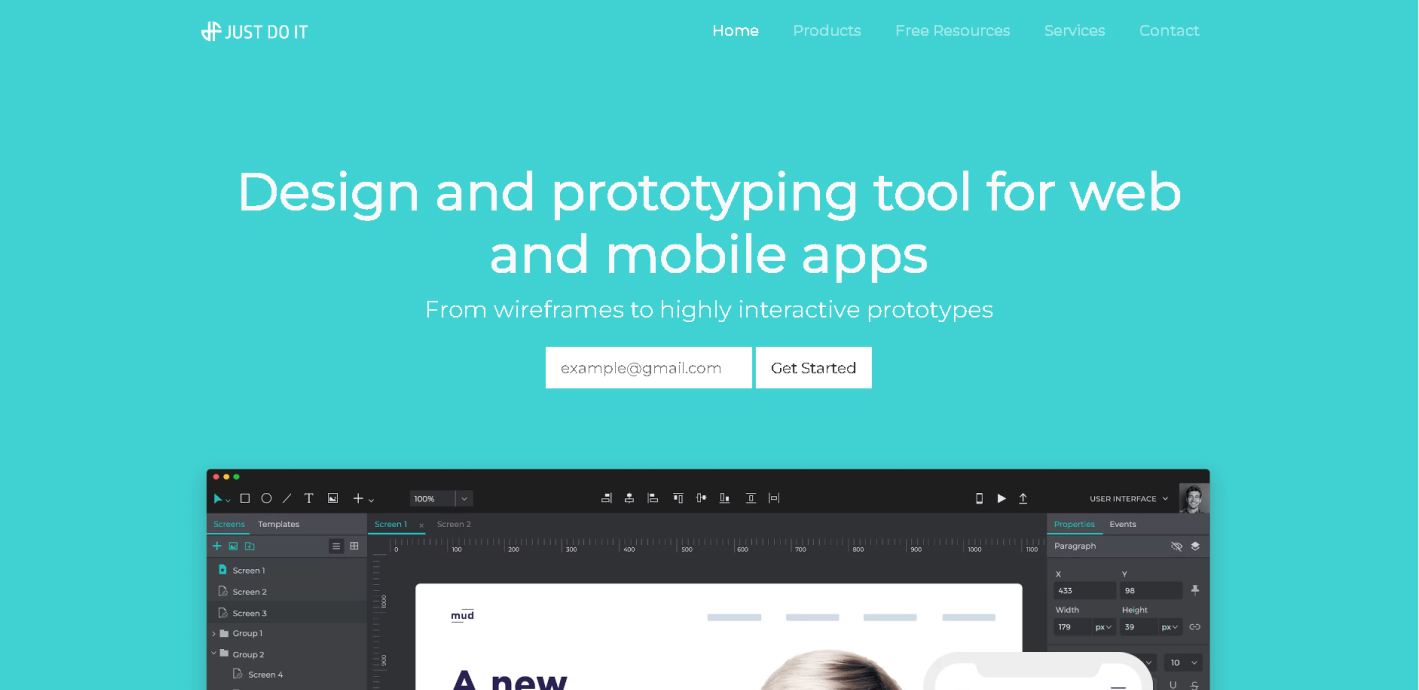 JUST DO IT
Home Products Free Resources Services Contact
Design and prototyping tool for web
and mobile apps
From wireframes to highly interactive prototypes
example@gmail.com Get Started
T 100% USER INTERFACE
Screens Templates Screen 1 x Screen 2 Properties Events
0 100 200 300 400 500 600 700 800 900 1000 1100
Paragraph
Screen 1
Screen 2
Screen 3
Group 1
Group 2
Screen 4
1000
900
mud
A new
X Y
433 98
Width Height
179 px 39 px
10
U S